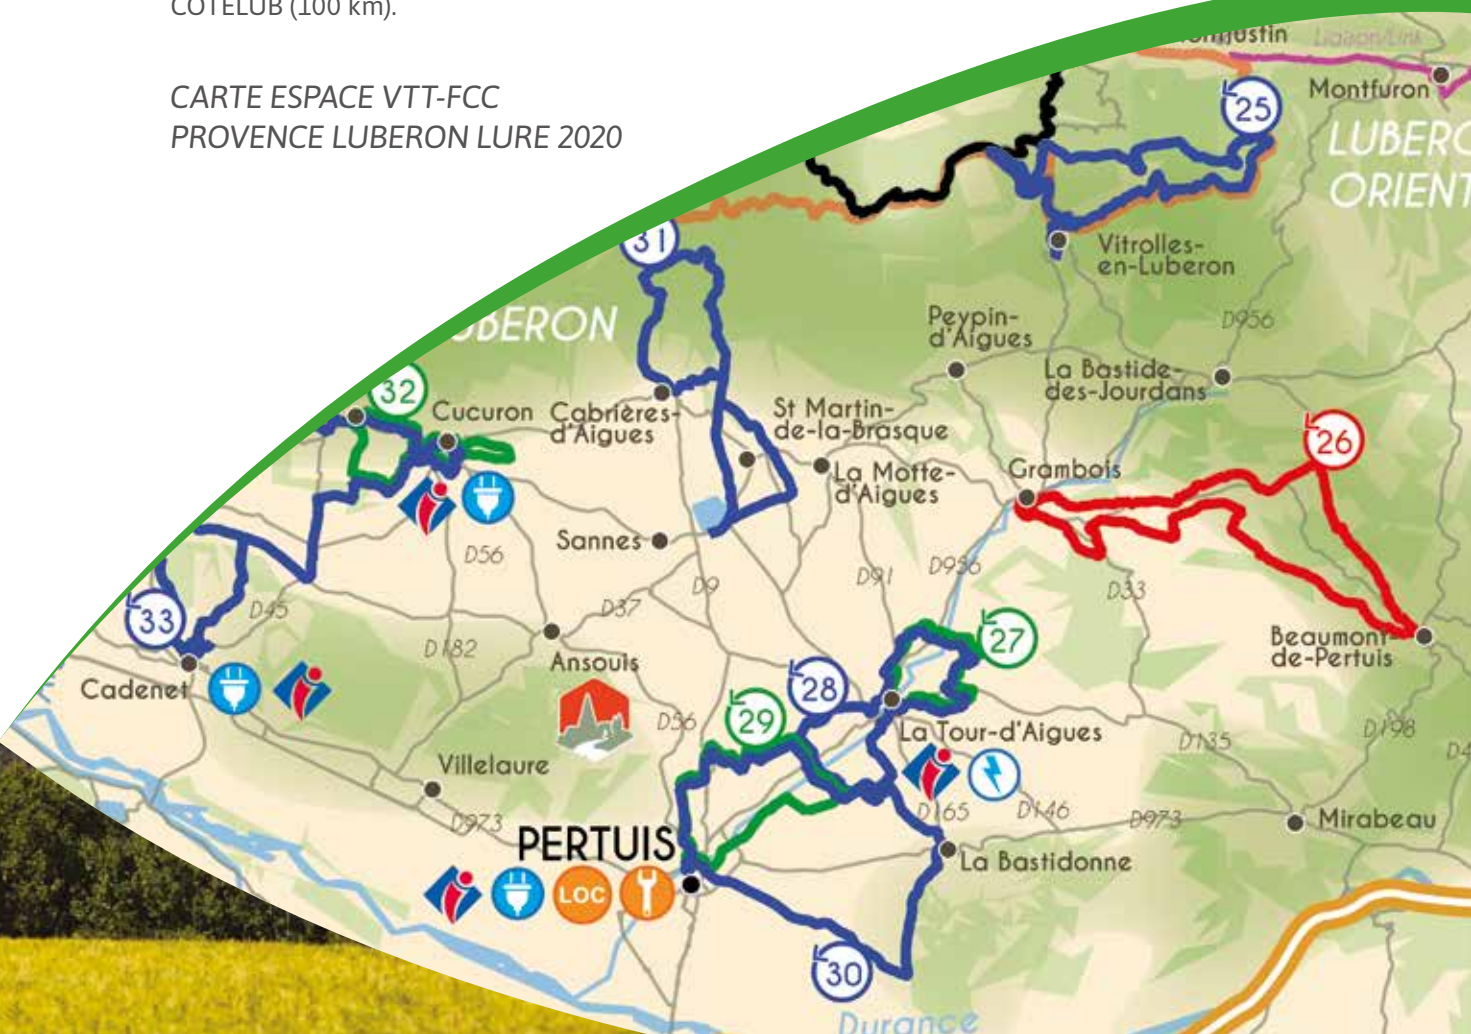 COTELUB (100 km).
CARTE ESPACE VTT-FCC
PROVENCE LUBERON LURE 2020
Liaison/Link
Montfuron
25
LUBERO
ORIENT
31
Vitrolles-
en-Luberon
BERON
Peypin-
d'Aigues
D956
La Bastide-
des-Jourdans
32
Cucuron
Cabrières-
d'Aigues
St Martin-
de-la-Brasque
26
La Motte-
d'Aigues
Grambois
Sannes
D56
D9
D91
D956
D33
33
D45
D37
D182
Ansouis
27
Beaumont-
de-Pertuis
Cadenet
28
29
D56
La Tour-d'Aigues
D135
D198
D4
Villelaure
D973
D165
D146
D973
Mirabeau
PERTUIS
La Bastidonne
LOC
30
Durance